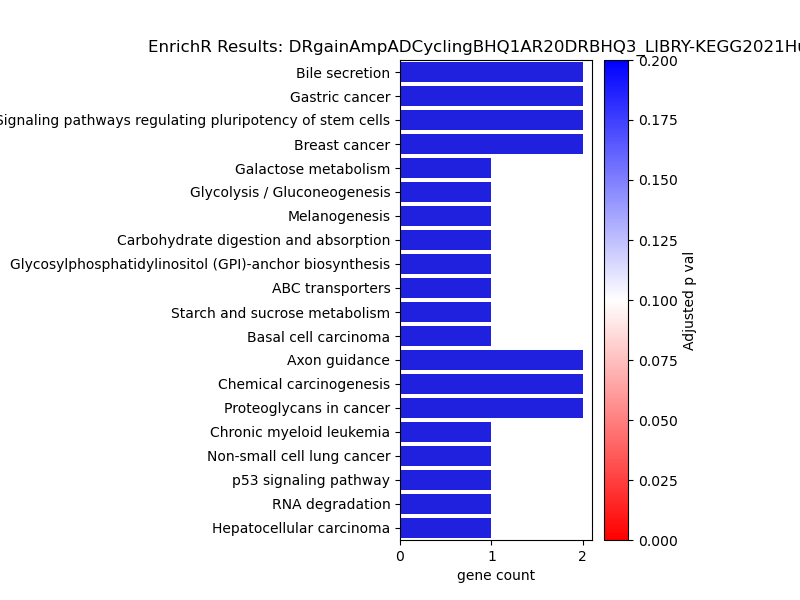 EnrichR Results: DRgainAmpADCyclingBHQ1AR20DRBHQ3_LIBRY-KEGG2021Hu
Bile secretion
Gastric cancer
Signaling pathways regulating pluripotency of stem cells
Breast cancer
Galactose metabolism
Glycolysis / Gluconeogenesis
Melanogenesis
Carbohydrate digestion and absorption
Glycosylphosphatidylinositol (GPI)-anchor biosynthesis
ABC transporters
Starch and sucrose metabolism
Basal cell carcinoma
Axon guidance
Chemical carcinogenesis
Proteoglycans in cancer
Chronic myeloid leukemia
Non-small cell lung cancer
p53 signaling pathway
RNA degradation
Hepatocellular carcinoma
0 1 2
gene count
0.200
0.175
0.150
0.125
0.100
0.075
0.050
0.025
0.000
Adjusted p val